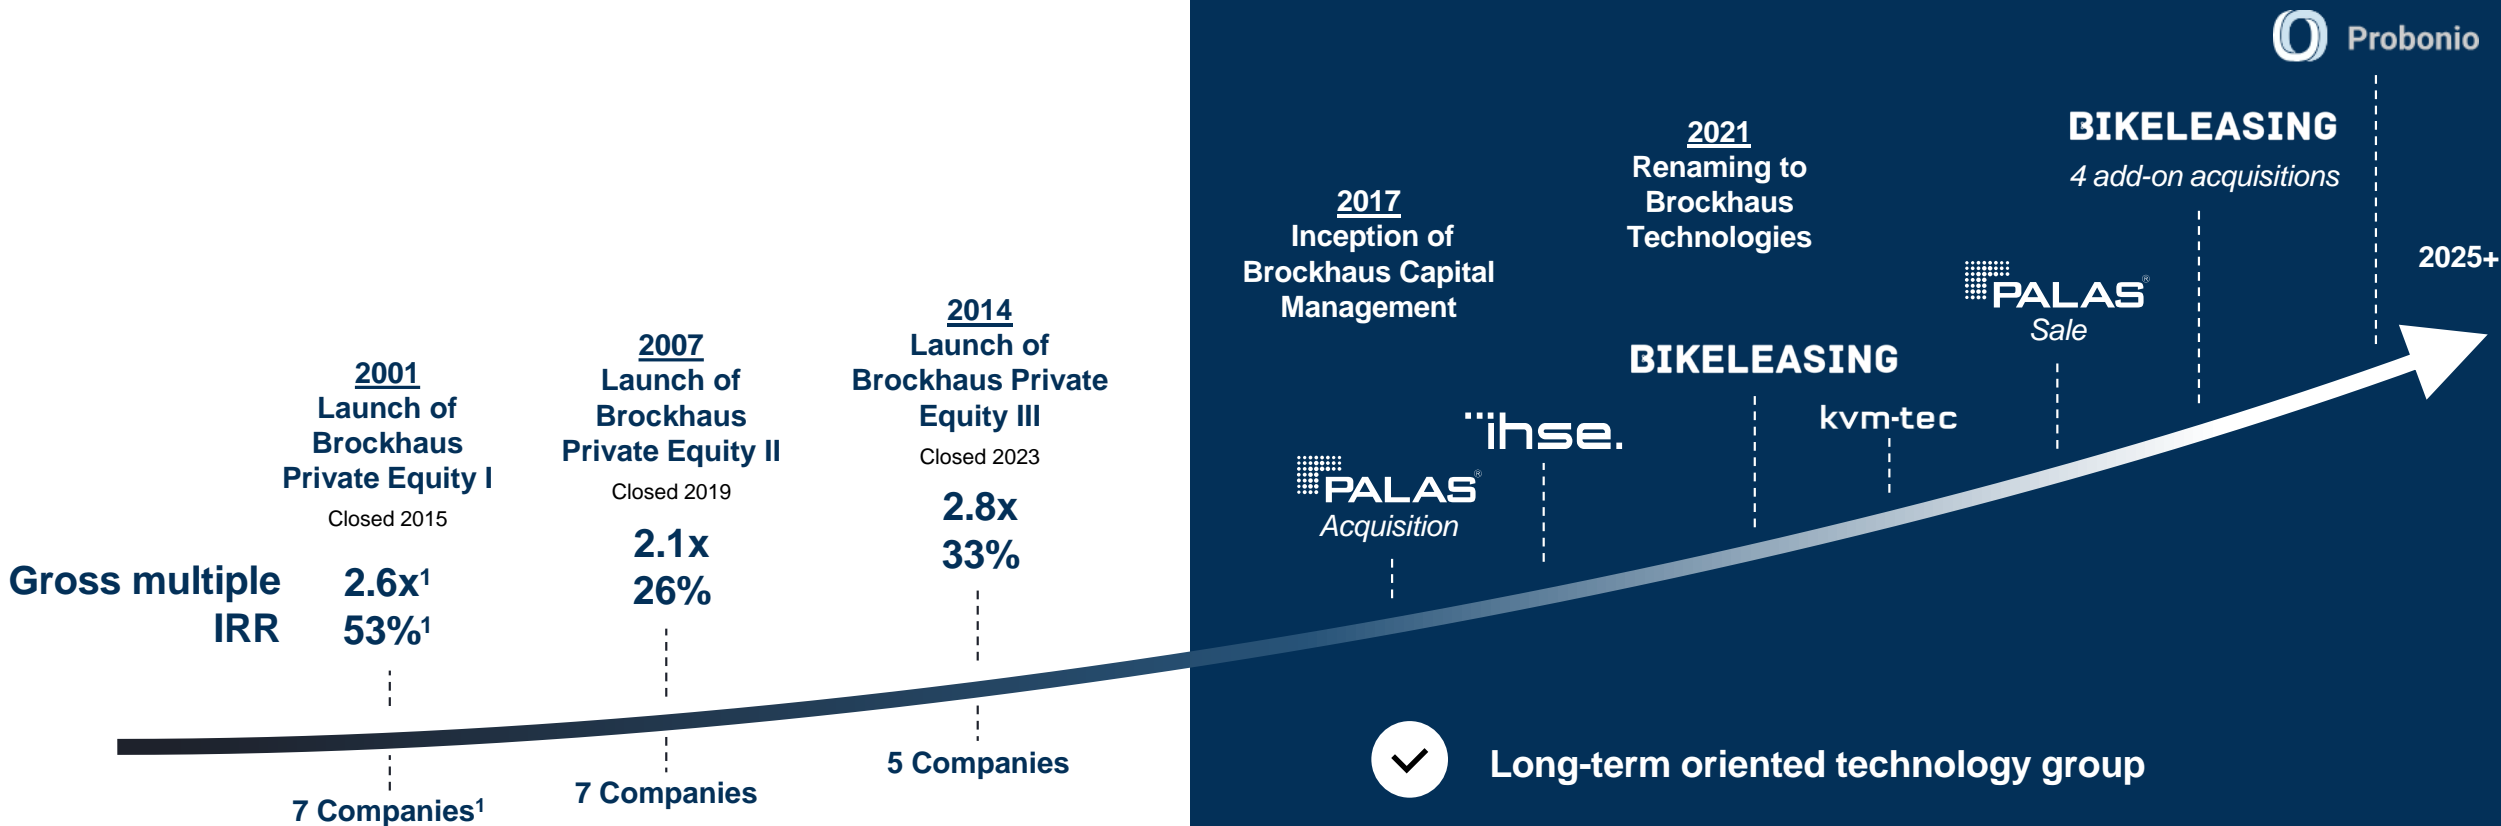 Gross multiple
IRR
2001
Launch of
Brockhaus
Private Equity I
Closed 2015
2.6x¹
53%¹
7 Companies¹
2007
Launch of
Brockhaus
Private Equity II
Closed 2019
2.1x
26%
7 Companies
2014
Launch of
Brockhaus Private
Equity III
Closed 2023
2.8x
33%
5 Companies
2017
Inception of
Brockhaus Capital
Management
PALAS®
Acquisition
ihse.
2021
Renaming to
Brockhaus
Technologies
BIKELEASING
kvm-tec
PALAS®
Sale
BIKELEASING
4 add-on acquisitions
Probonio
2025+
Long-term oriented technology group